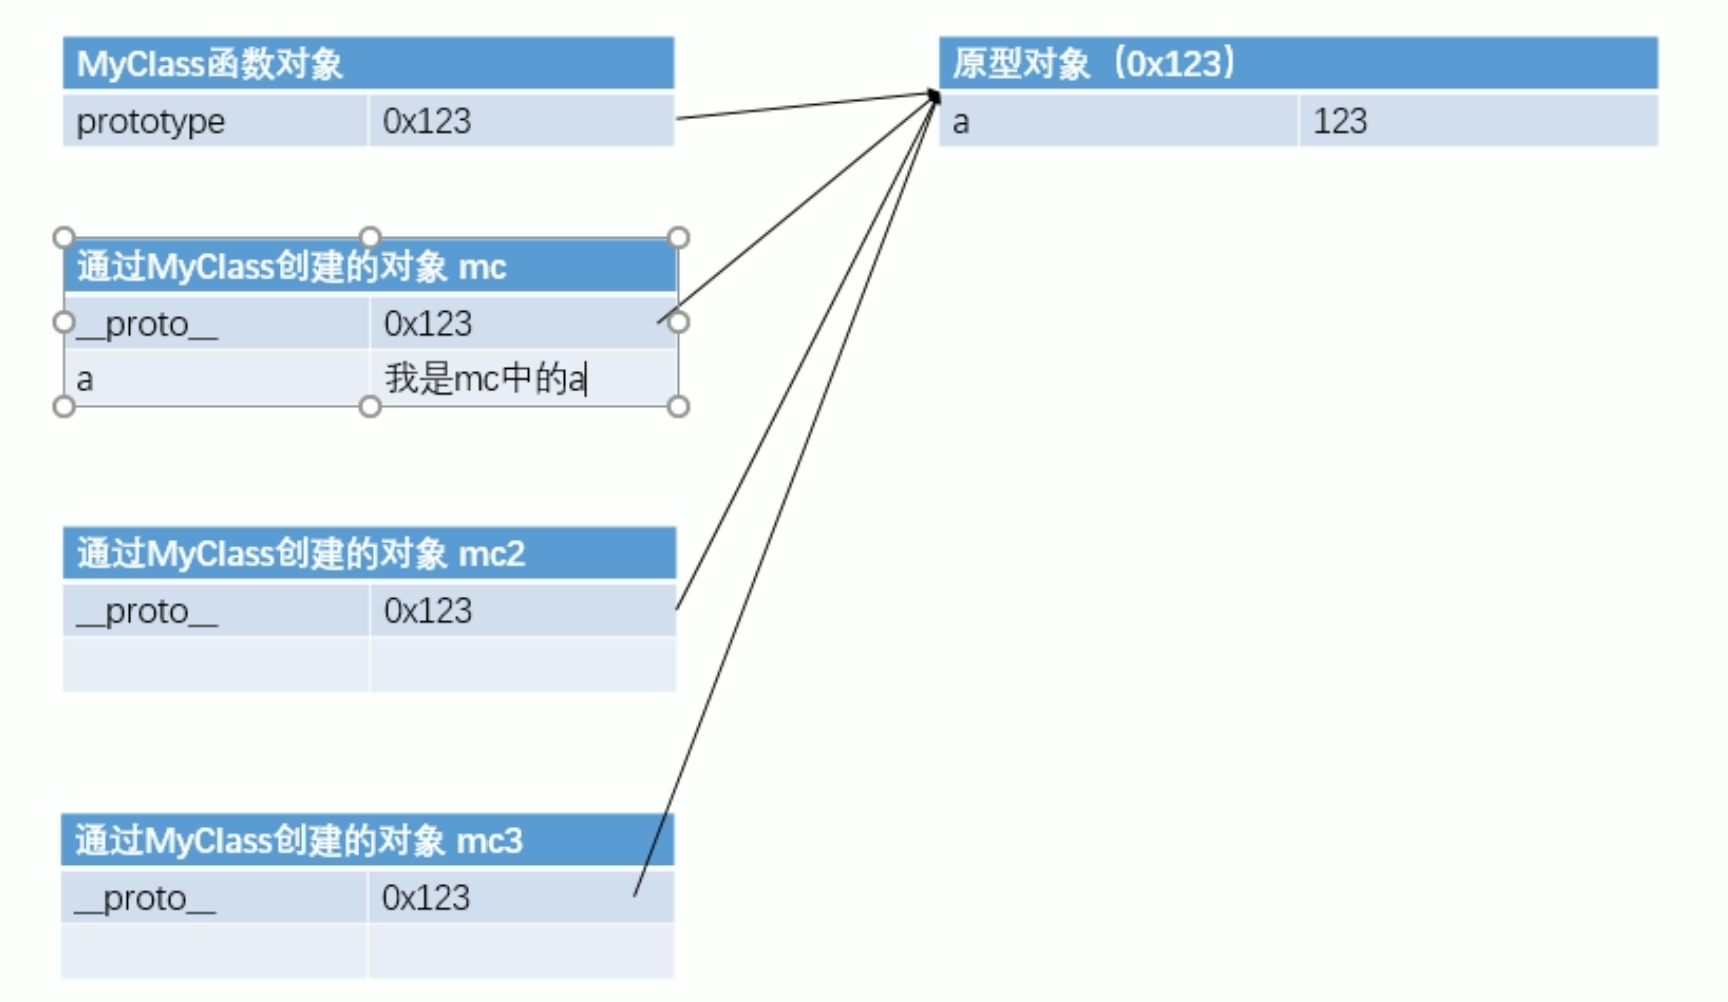 MyClass函数对象
prototype 0x123
原型对象（0x123）
a 123
通过MyClass创建的对象 mc
__proto__ 0x123
a 我是mc中的a
通过MyClass创建的对象 mc2
__proto__ 0x123
通过MyClass创建的对象 mc3
__proto__ 0x123